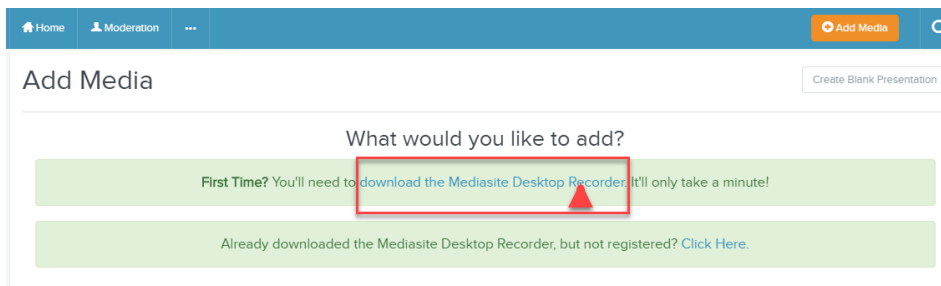 Home Moderation ... Add Media
Add Media
Create Blank Presentation
What would you like to add?
First Time? You'll need to download the Mediasite Desktop Recorder. It'll only take a minute!
Already downloaded the Mediasite Desktop Recorder, but not registered? Click Here.